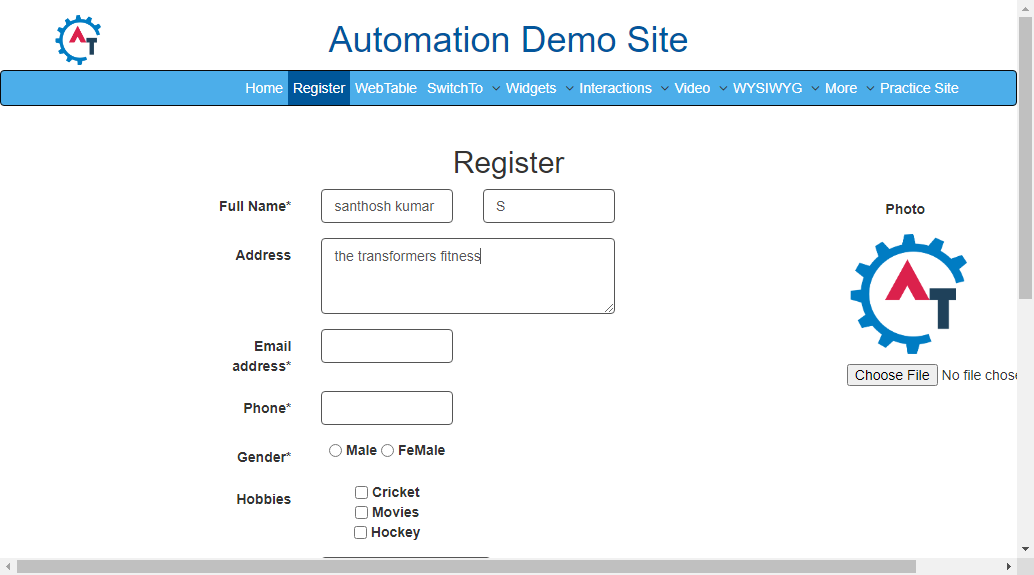 AT
Automation Demo Site
Home Register WebTable SwitchTo Widgets Interactions Video WYSIWYG More Practice Site
Register
Full Name* santhosh kumar S
Photo
Address the transformers fitness
AT
Email
address*
Choose File No file chose
Phone*
Gender* Male FeMale
Hobbies Cricket
Movies
Hockey